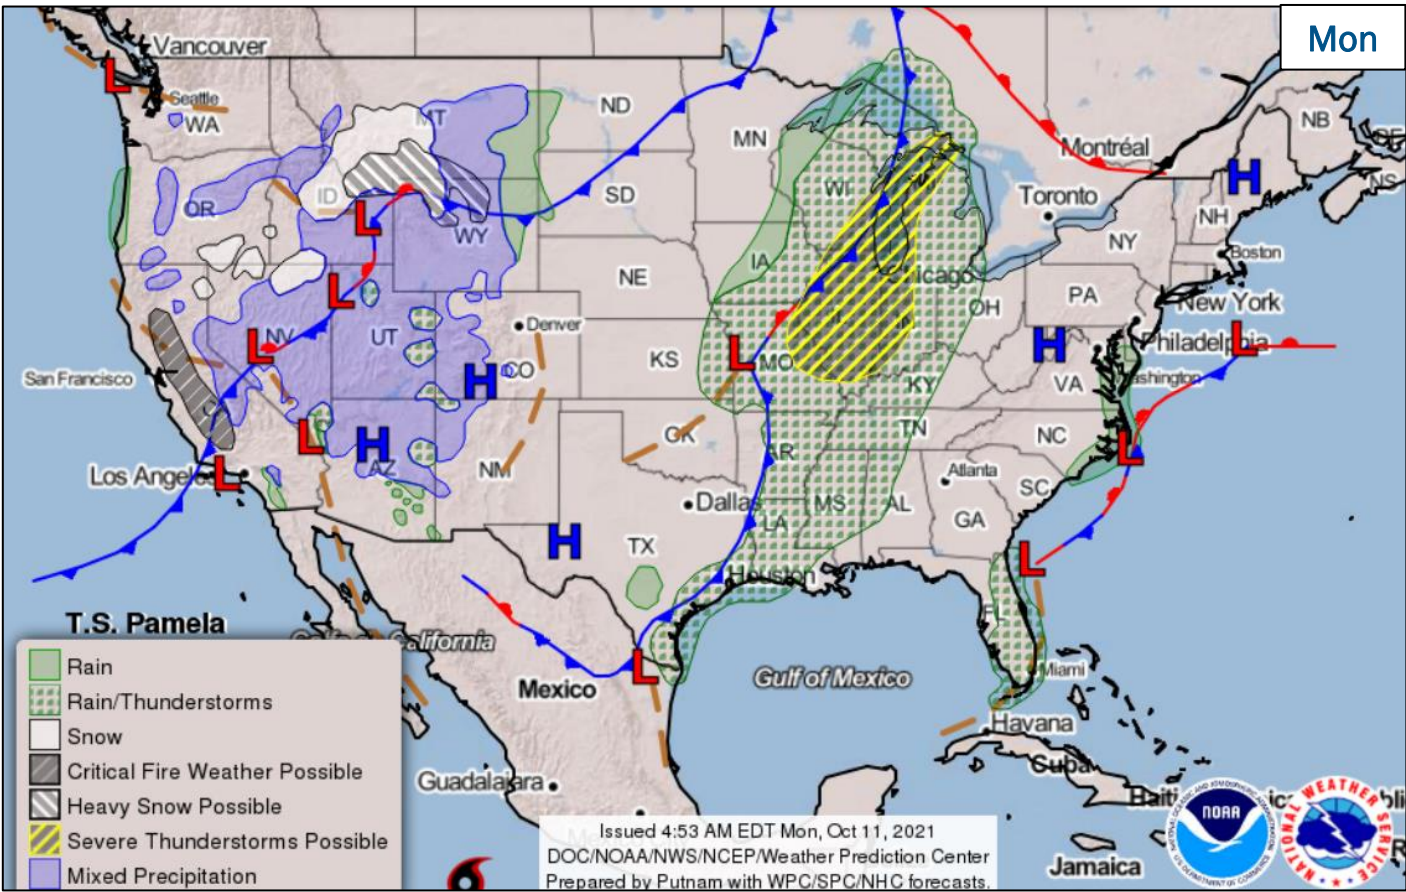 Mon
Vancouver
Seattle
WA
MT
ND
MN
Montréal
NB
NS
OR
ID
SD
WI
Toronto
NH
WY
NY
Boston
IA
NE
icago
OH
PA
New York
NV
UT
Denver
CO
KS
MO
IN
Philadelphia
San Francisco
KY
VA
ashington
AZ
NM
OK
AR
TN
NC
Los Angeles
Dallas
MS
AL
Atlanta
SC
GA
LA
TX
Houston
FL
T.S. Pamela
California
Mexico
Gulf of Mexico
Miami
Havana
Cuba
Guadalajara
Haiti
Jamaica
L
L
L
L
L
L
L
L
L
L
L
H
H
H
H
H
Rain
Rain/Thunderstorms
Snow
Critical Fire Weather Possible
Heavy Snow Possible
Severe Thunderstorms Possible
Mixed Precipitation
Issued 4:53 AM EDT Mon, Oct 11, 2021
DOC/NOAA/NWS/NCEP/Weather Prediction Center
Prepared by Putnam with WPC/SPC/NHC forecasts.
NOAA
NATIONAL WEATHER SERVICE